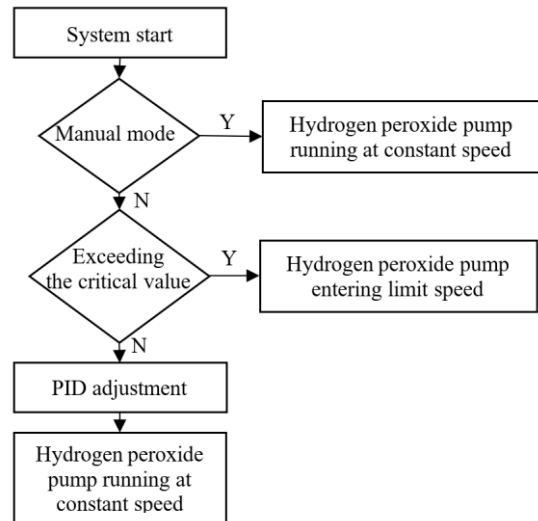 System start
Manual mode
Y
Hydrogen peroxide pump
running at constant speed
N
Exceeding
the critical value
Y
Hydrogen peroxide pump
entering limit speed
N
PID adjustment
Hydrogen peroxide
pump running at
constant speed